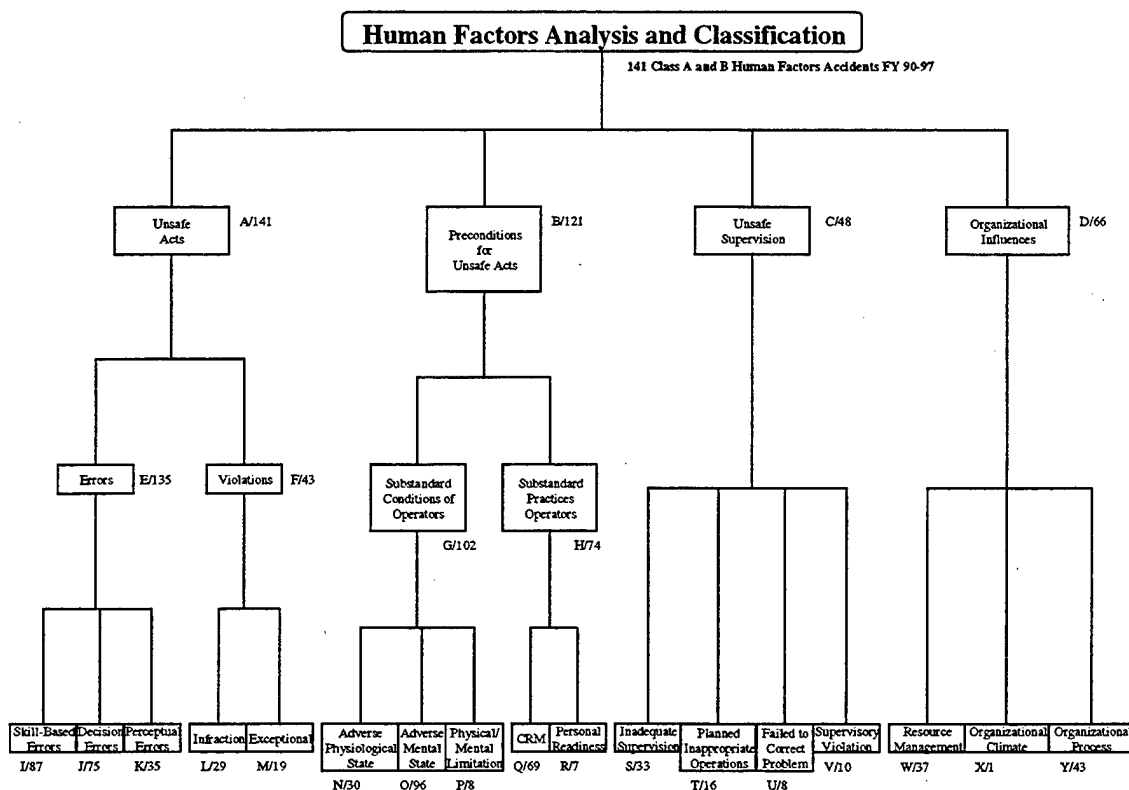 Human Factors Analysis and Classification
141 Class A and B Human Factors Accidents FY 90-97
Unsafe
Acts
A/141
Preconditions
for
Unsafe Acts
B/121
Unsafe
Supervision
C/48
Organizational
Influences
D/66
Errors
E/135
Violations
F/43
Substandard
Conditions of
Operators
G/102
Substandard
Practices
Operators
H/74
Skill-Based
Errors
I/87
Decision
Errors
J/75
Perceptual
Errors
K/35
Infraction
L/29
Exceptional
M/19
Adverse
Physiological
State
N/30
Adverse
Mental
State
O/96
Physical/
Mental
Limitation
P/8
CRM
Q/69
Personal
Readiness
R/7
Inadequate
Supervision
S/33
Planned
Inappropriate
Operations
T/16
Failed to
Correct
Problem
U/8
Supervisory
Violation
V/10
Resource
Management
W/37
Organizational
Climate
X/1
Organizational
Process
Y/43